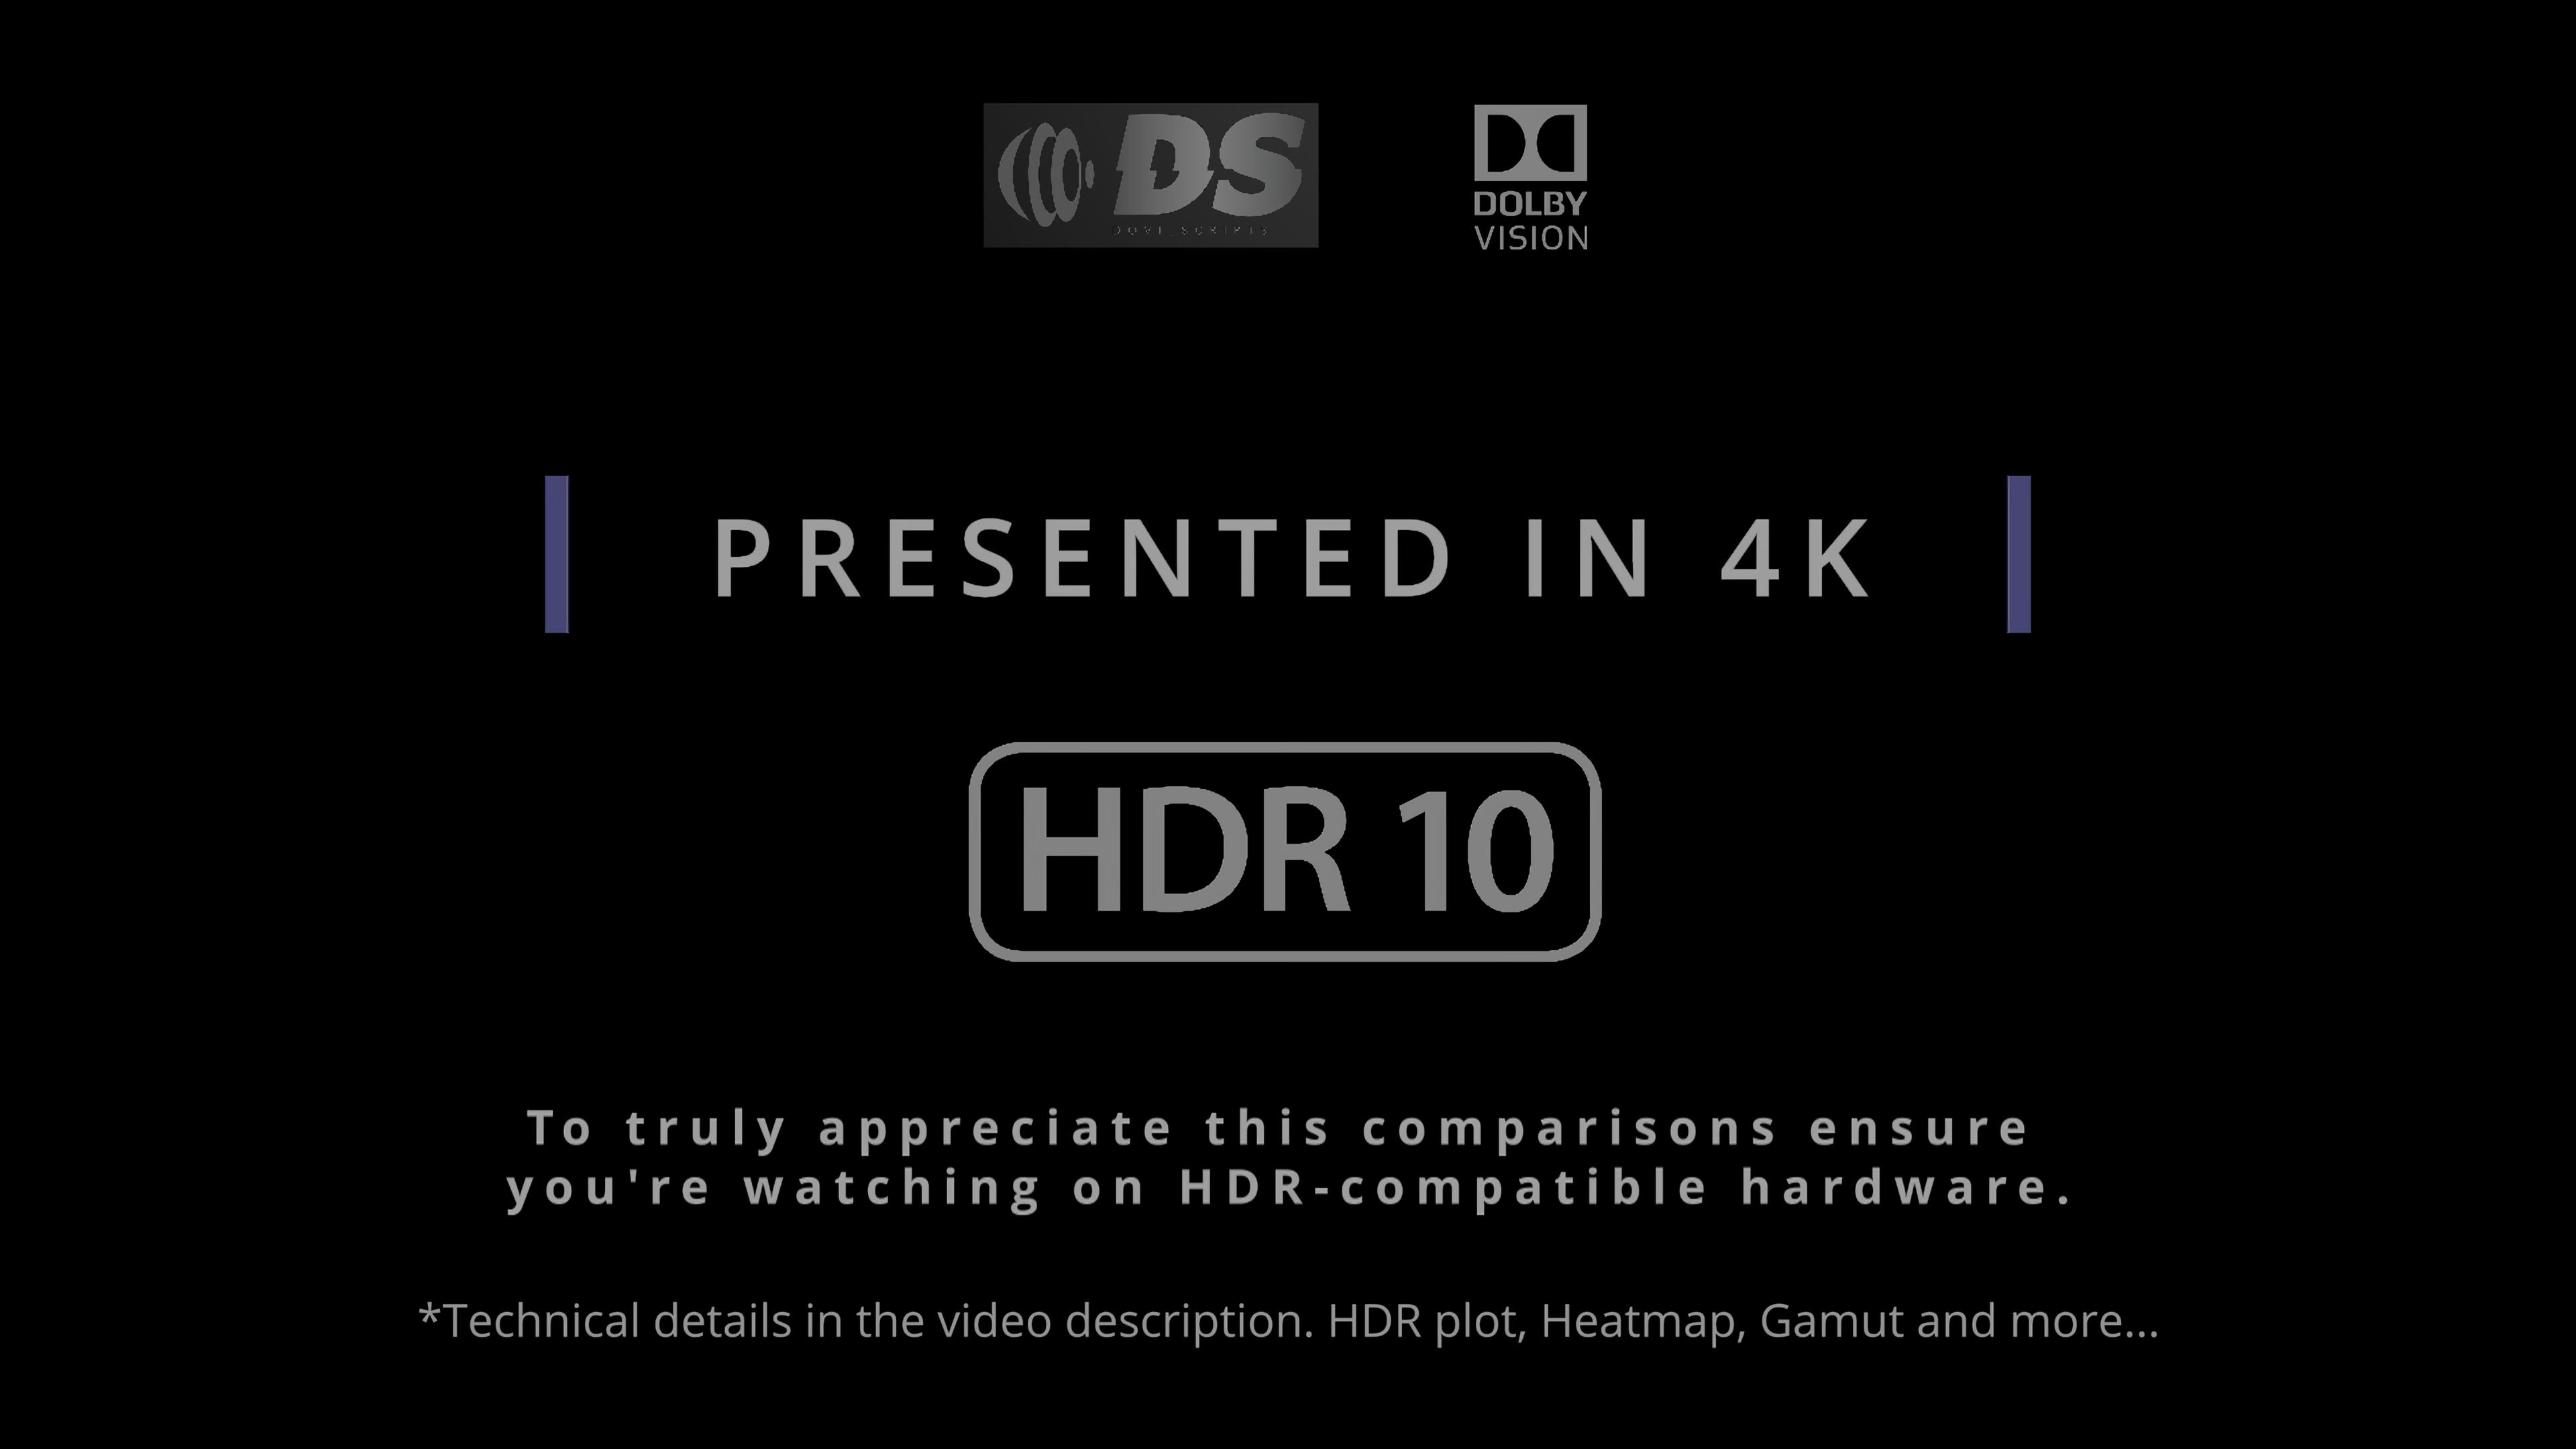 DS
DOVI_SCRIPTS
DOLBY
VISION
PRESENTED IN 4K
HDR 10
To truly appreciate this comparisons ensure
you're watching on HDR-compatible hardware.
*Technical details in the video description. HDR plot, Heatmap, Gamut and more...